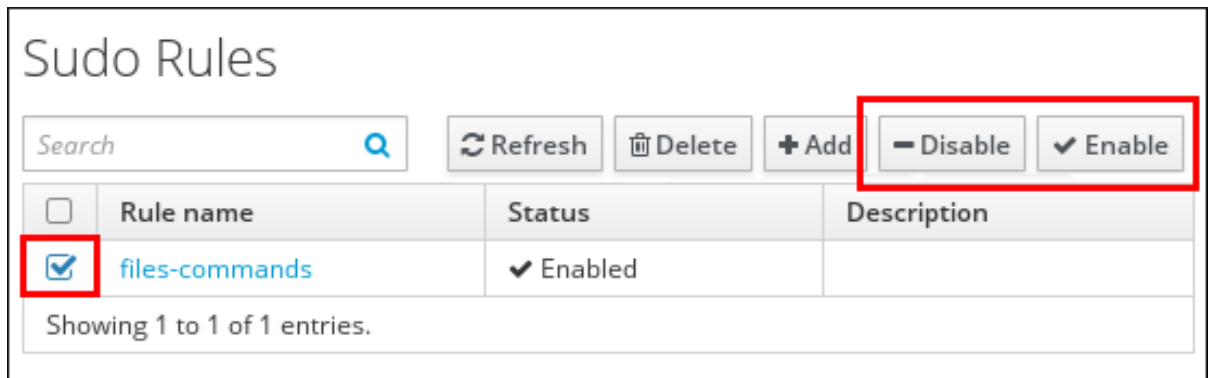 Sudo Rules
Search Refresh Delete Add Disable Enable
Rule name Status Description
files-commands Enabled
Showing 1 to 1 of 1 entries.